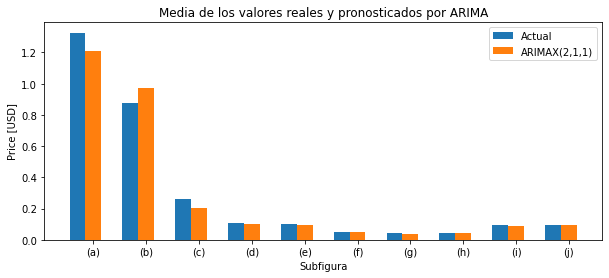 Media de los valores reales y pronosticados por ARIMA
Actual
ARIMAX(2,1,1)
Price [USD]
1.2
1.0
0.8
0.6
0.4
0.2
0.0
(a) (b) (c) (d) (e) (f) (g) (h) (i) (j)
Subfigura